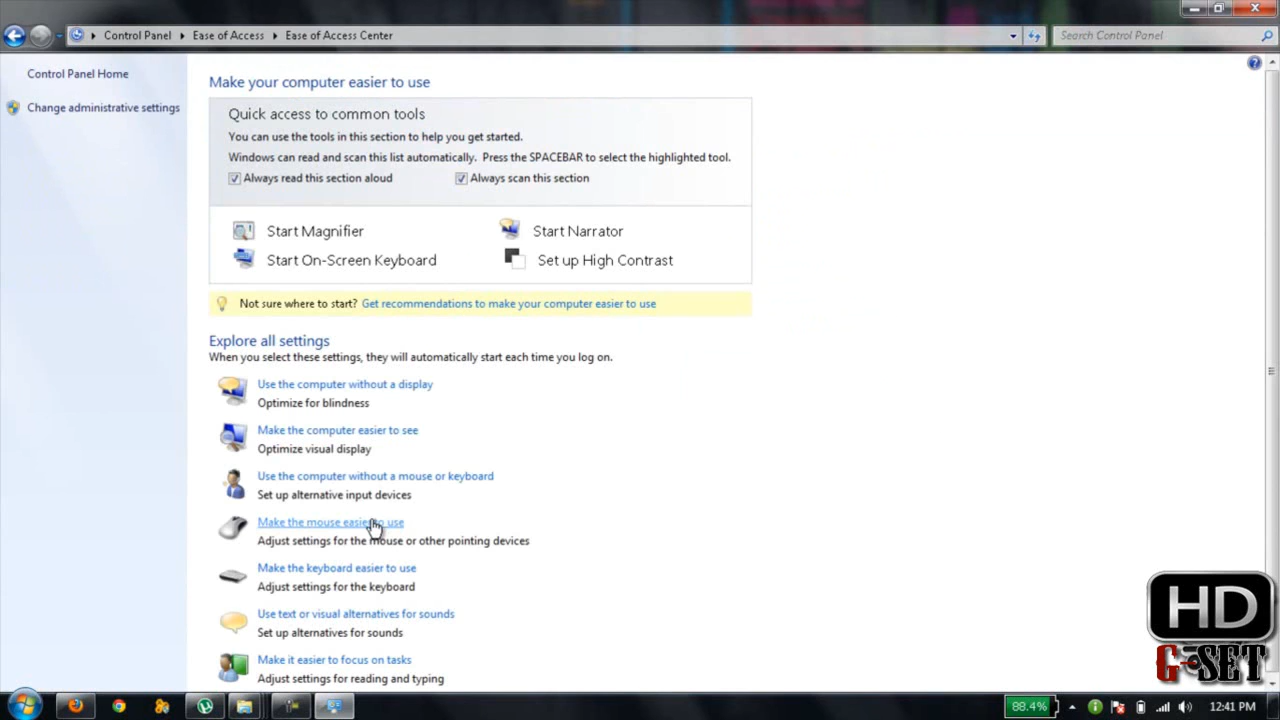 Control Panel
Ease of Access
Ease of Access Center
Search Control Panel
Control Panel Home
Change administrative settings
Make your computer easier to use
Quick access to common tools
You can use the tools in this section to help you get started.
Windows can read and scan this list automatically. Press the SPACEBAR to select the highlighted tool.
Always read this section aloud
Always scan this section
Start Magnifier
Start Narrator
Start On-Screen Keyboard
Set up High Contrast
Not sure where to start? Get recommendations to make your computer easier to use
Explore all settings
When you select these settings, they will automatically start each time you log on.
Use the computer without a display
Optimize for blindness
Make the computer easier to see
Optimize visual display
Use the computer without a mouse or keyboard
Set up alternative input devices
Make the mouse easier to use
Adjust settings for the mouse or other pointing devices
Make the keyboard easier to use
Adjust settings for the keyboard
Use text or visual alternatives for sounds
Set up alternatives for sounds
Make it easier to focus on tasks
Adjust settings for reading and typing
HD
G-SET
88.4%
12:41 PM